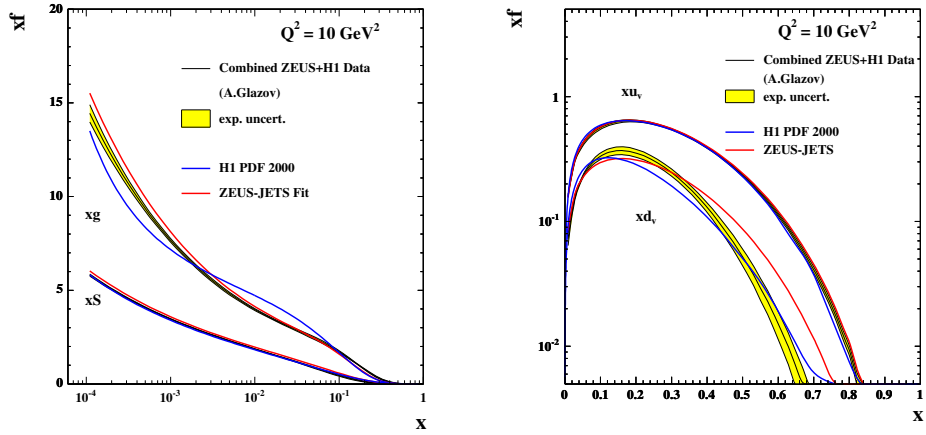 xf
Q² = 10 GeV²
Combined ZEUS+H1 Data
(A.Glazov)
exp. uncert.
H1 PDF 2000
ZEUS-JETS Fit
xg
xS
20
15
10
5
0
10⁻⁴
10⁻³
10⁻²
10⁻¹
1
x
xf
Q² = 10 GeV²
Combined ZEUS+H1 Data
(A.Glazov)
exp. uncert.
H1 PDF 2000
ZEUS-JETS
xuᵥ
xdᵥ
1
10⁻¹
10⁻²
0 0.1 0.2 0.3 0.4 0.5 0.6 0.7 0.8 0.9 1
x